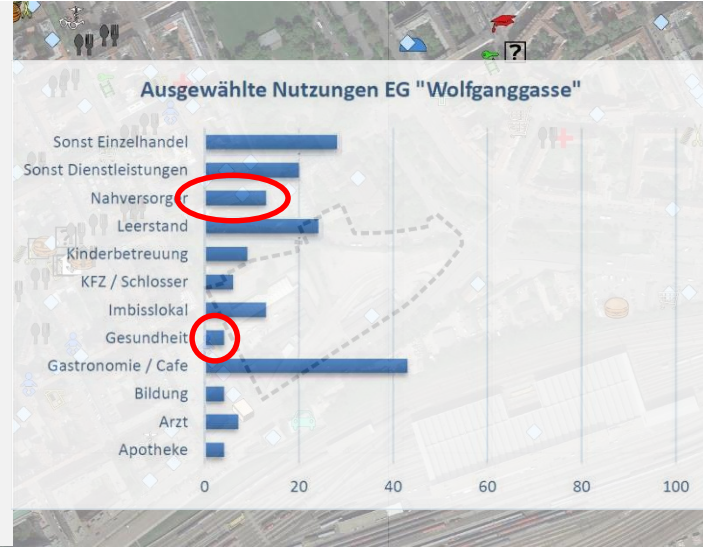 ?
Ausgewählte Nutzungen EG "Wolfganggasse"
Sonst Einzelhandel
Sonst Dienstleistungen
Nahversorger
Leerstand
Kinderbetreuung
KFZ / Schlosser
Imbisslokal
Gesundheit
Gastronomie / Cafe
Bildung
Arzt
Apotheke
0 20 40 60 80 100